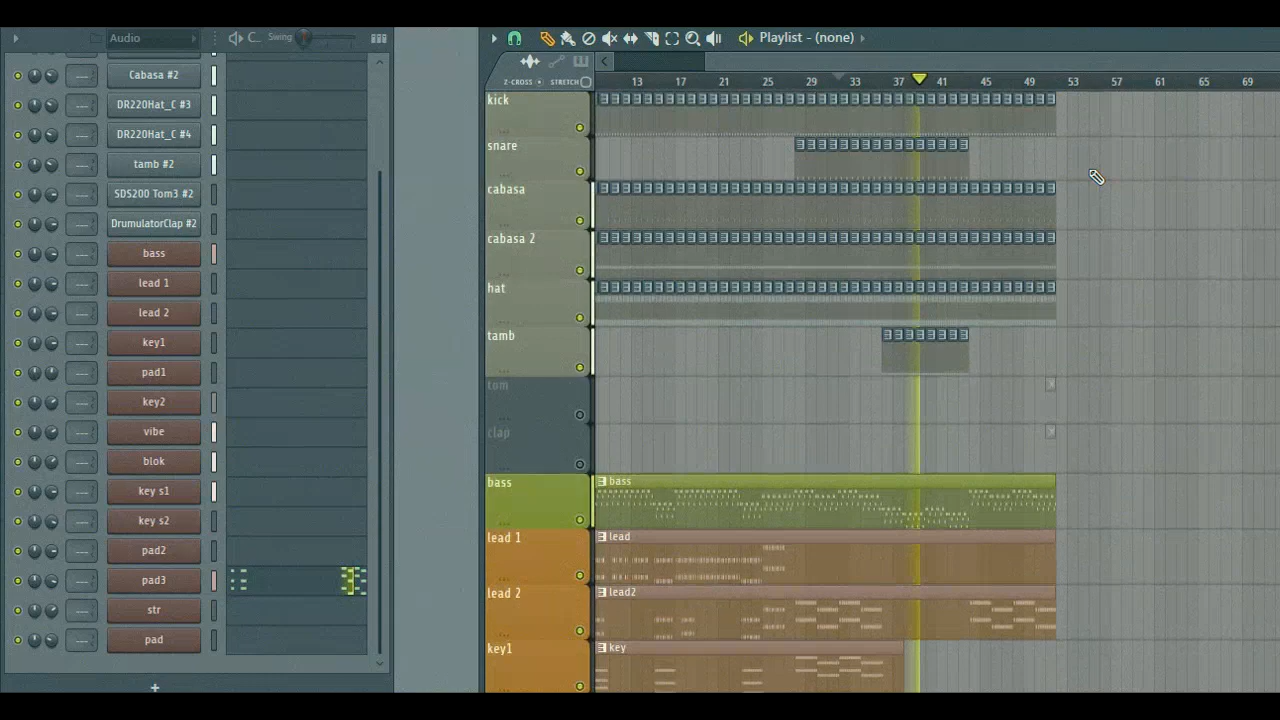 Audio
C..
Swing
Cabasa #2
DR220Hat_C #3
DR220Hat_C #4
tamb #2
SDS200 Tom3 #2
DrumulatorClap #2
bass
lead 1
lead 2
key1
pad1
key2
vibe
blok
key s1
key s2
pad2
pad3
str
pad
Playlist - (none)
Z-CROSS
STRETCH
13 17 21 25 29 33 37 41 45 49 53 57 61 65 69
kick
snare
cabasa
cabasa 2
hat
tamb
tom
clap
bass
bass
lead 1
lead
lead 2
lead2
key1
key